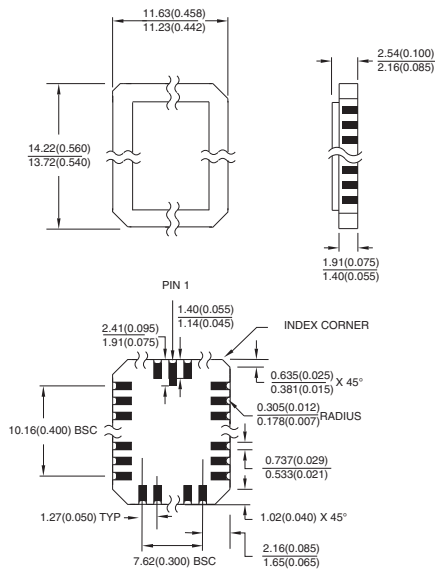 11.63(0.458)
11.23(0.442)
2.54(0.100)
2.16(0.085)
14.22(0.560)
13.72(0.540)
1.91(0.075)
1.40(0.055)
PIN 1
1.40(0.055)
1.14(0.045)
2.41(0.095)
1.91(0.075)
INDEX CORNER
0.635(0.025) X 45°
0.381(0.015)
0.305(0.012) RADIUS
0.178(0.007)
10.16(0.400) BSC
0.737(0.029)
0.533(0.021)
1.27(0.050) TYP
1.02(0.040) X 45°
7.62(0.300) BSC
2.16(0.085)
1.65(0.065)